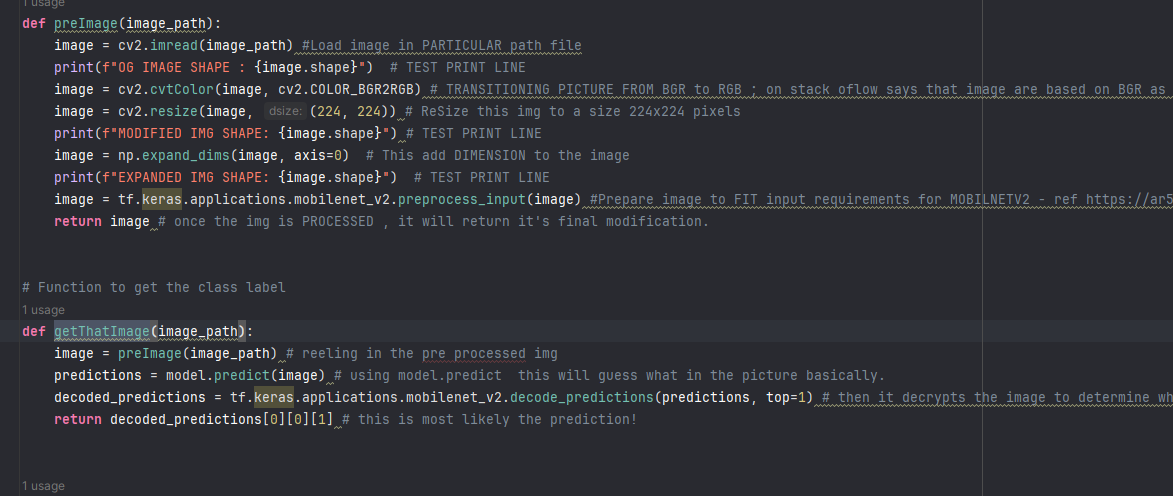 1 usage
def preImage(image_path):
    image = cv2.imread(image_path) #Load image in PARTICULAR path file
    print(f"OG IMAGE SHAPE : {image.shape}")  # TEST PRINT LINE
    image = cv2.cvtColor(image, cv2.COLOR_BGR2RGB) # TRANSITIONING PICTURE FROM BGR to RGB ; on stack oflow says that image are based on BGR as
    image = cv2.resize(image, dsize: (224, 224)) # ReSize this img to a size 224x224 pixels
    print(f"MODIFIED IMG SHAPE: {image.shape}") # TEST PRINT LINE
    image = np.expand_dims(image, axis=0)  # This add DIMENSION to the image
    print(f"EXPANDED IMG SHAPE: {image.shape}")  # TEST PRINT LINE
    image = tf.keras.applications.mobilenet_v2.preprocess_input(image) #Prepare image to FIT input requirements for MOBILNETV2 - ref https://ar5
    return image # once the img is PROCESSED , it will return it's final modification.
# Function to get the class label
1 usage
def getThatImage(image_path):
    image = preImage(image_path) # reeling in the pre processed img
    predictions = model.predict(image) # using model.predict  this will guess what in the picture basically.
    decoded_predictions = tf.keras.applications.mobilenet_v2.decode_predictions(predictions, top=1) # then it decrypts the image to determine wh
    return decoded_predictions[0][0][1] # this is most likely the prediction!
1 usage